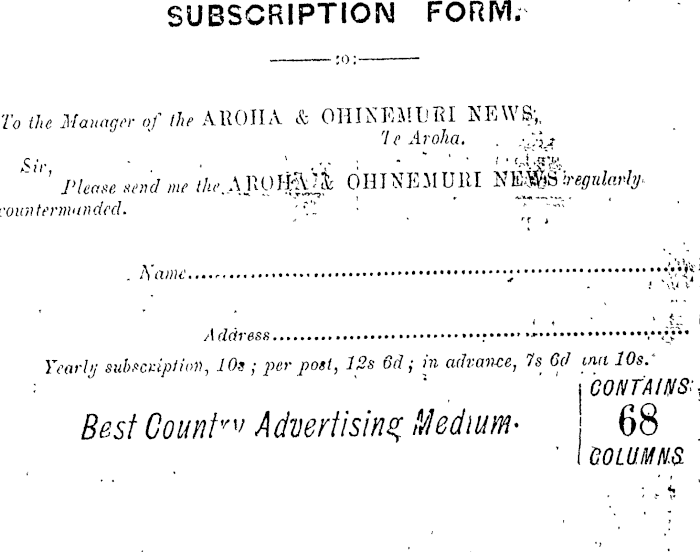 SUBSCRIPTION FORM.
:o:
To the Manager of the AROHA & OHINEMURI NEWS,
Te Aroha.
Sir,
Please send me the AROHA & OHINEMURI NEWS regularly
countermanded.
Name
Address
Yearly subscription, 10s ; per post, 12s 6d ; in advance, 7s 6d 10s.
Best Country Advertising Medium.
CONTAINS
68
COLUMNS